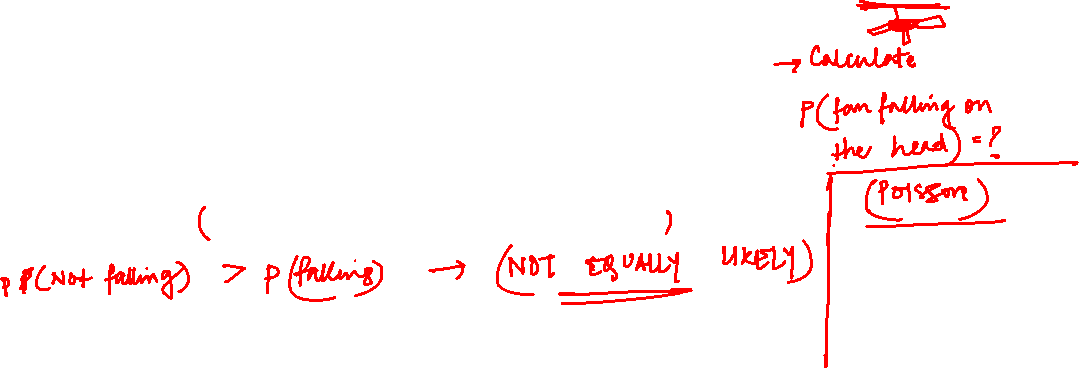 → Calculate
P(fan falling on
the head) = ?
(Poisson)
( )
P P(Not falling) > P(falling) → (NOT EQUALLY LIKELY)